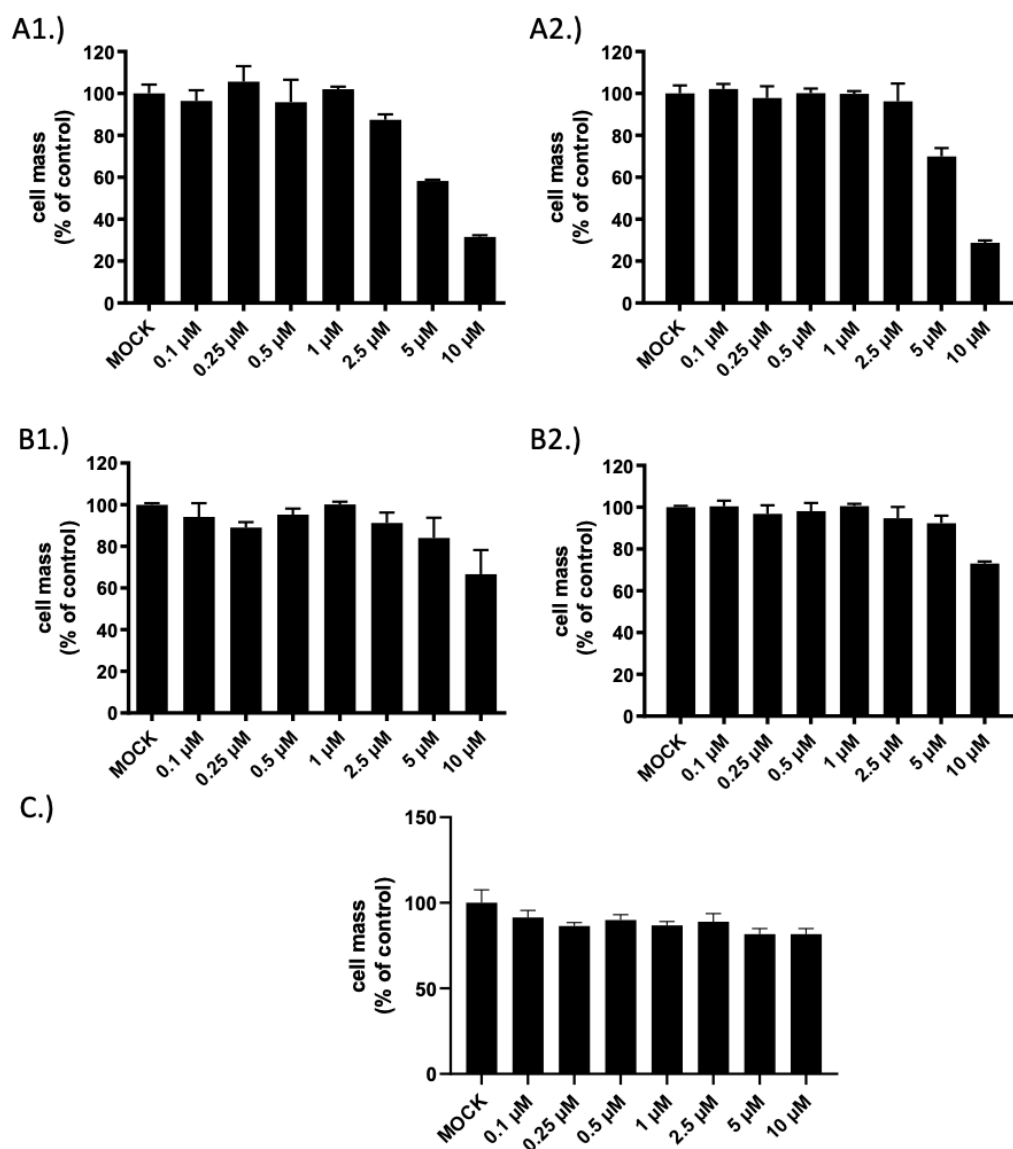 A1.)
120
100
80
60
40
20
0
cell mass
(% of control)
MOCK
0.1 µM
0.25 µM
0.5 µM
1 µM
2.5 µM
5 µM
10 µM
A2.)
120
100
80
60
40
20
0
cell mass
(% of control)
MOCK
0.1 µM
0.25 µM
0.5 µM
1 µM
2.5 µM
5 µM
10 µM
B1.)
120
100
80
60
40
20
0
cell mass
(% of control)
MOCK
0.1 µM
0.25 µM
0.5 µM
1 µM
2.5 µM
5 µM
10 µM
B2.)
120
100
80
60
40
20
0
cell mass
(% of control)
MOCK
0.1 µM
0.25 µM
0.5 µM
1 µM
2.5 µM
5 µM
10 µM
C.)
150
100
50
0
cell mass
(% of control)
MOCK
0.1 µM
0.25 µM
0.5 µM
1 µM
2.5 µM
5 µM
10 µM